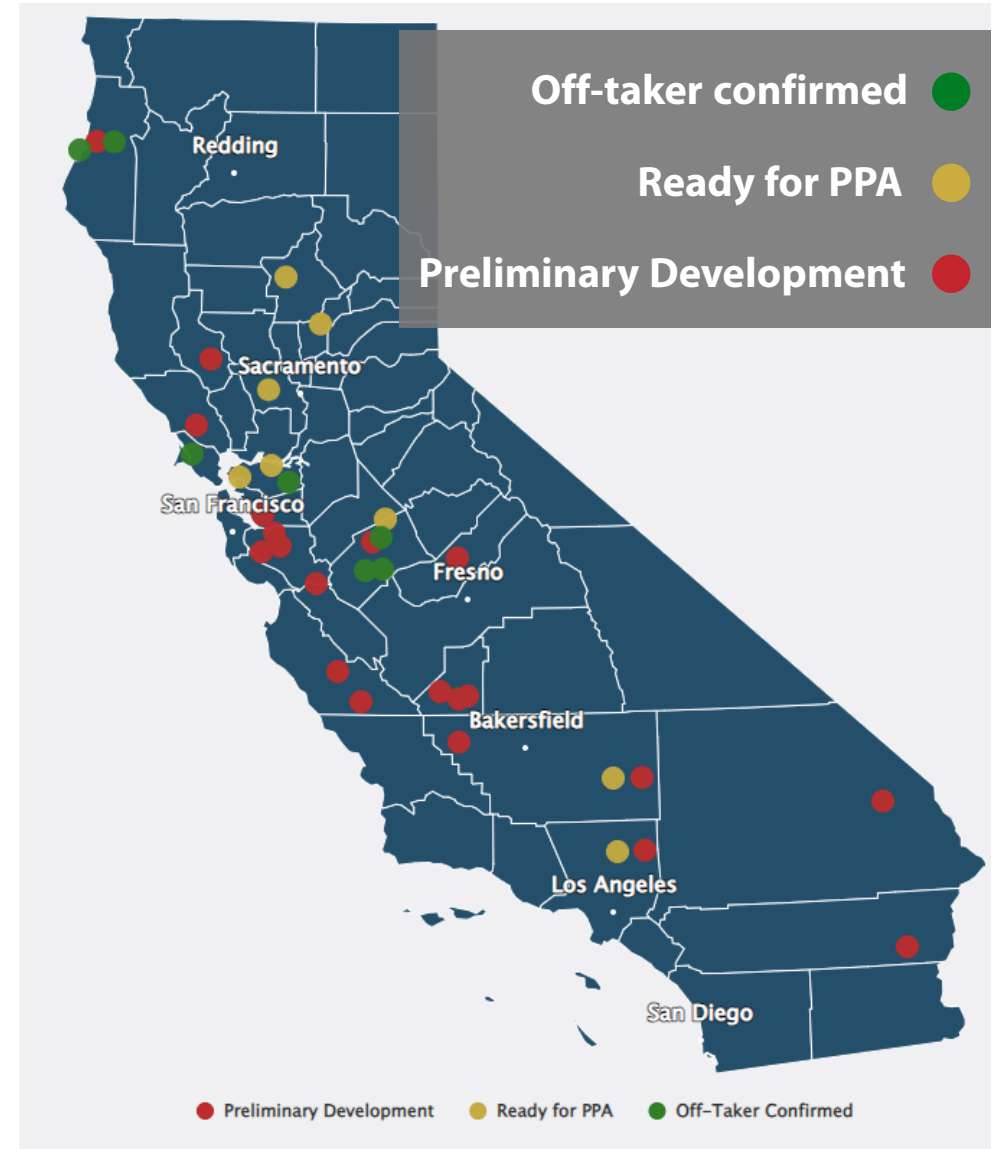 Off-taker confirmed
Ready for PPA
Preliminary Development
Redding
Sacramento
San Francisco
Fresno
Bakersfield
Los Angeles
San Diego
Preliminary Development Ready for PPA Off-Taker Confirmed